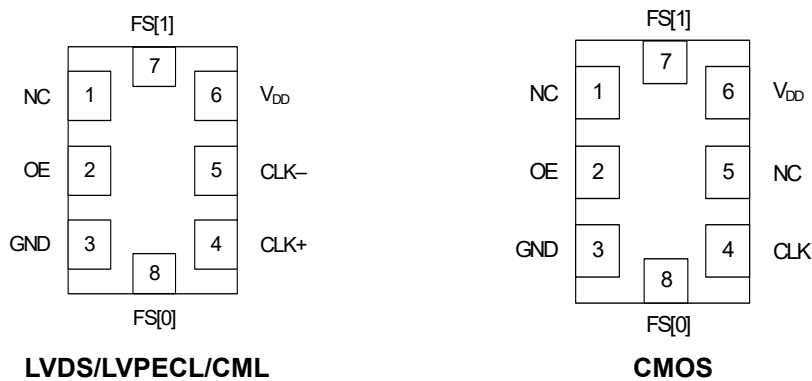 FS[1]
7
NC 1 6 VDD
OE 2 5 CLK–
GND 3 4 CLK+
8
FS[0]
LVDS/LVPECL/CML
FS[1]
7
NC 1 6 VDD
OE 2 5 NC
GND 3 4 CLK
8
FS[0]
CMOS